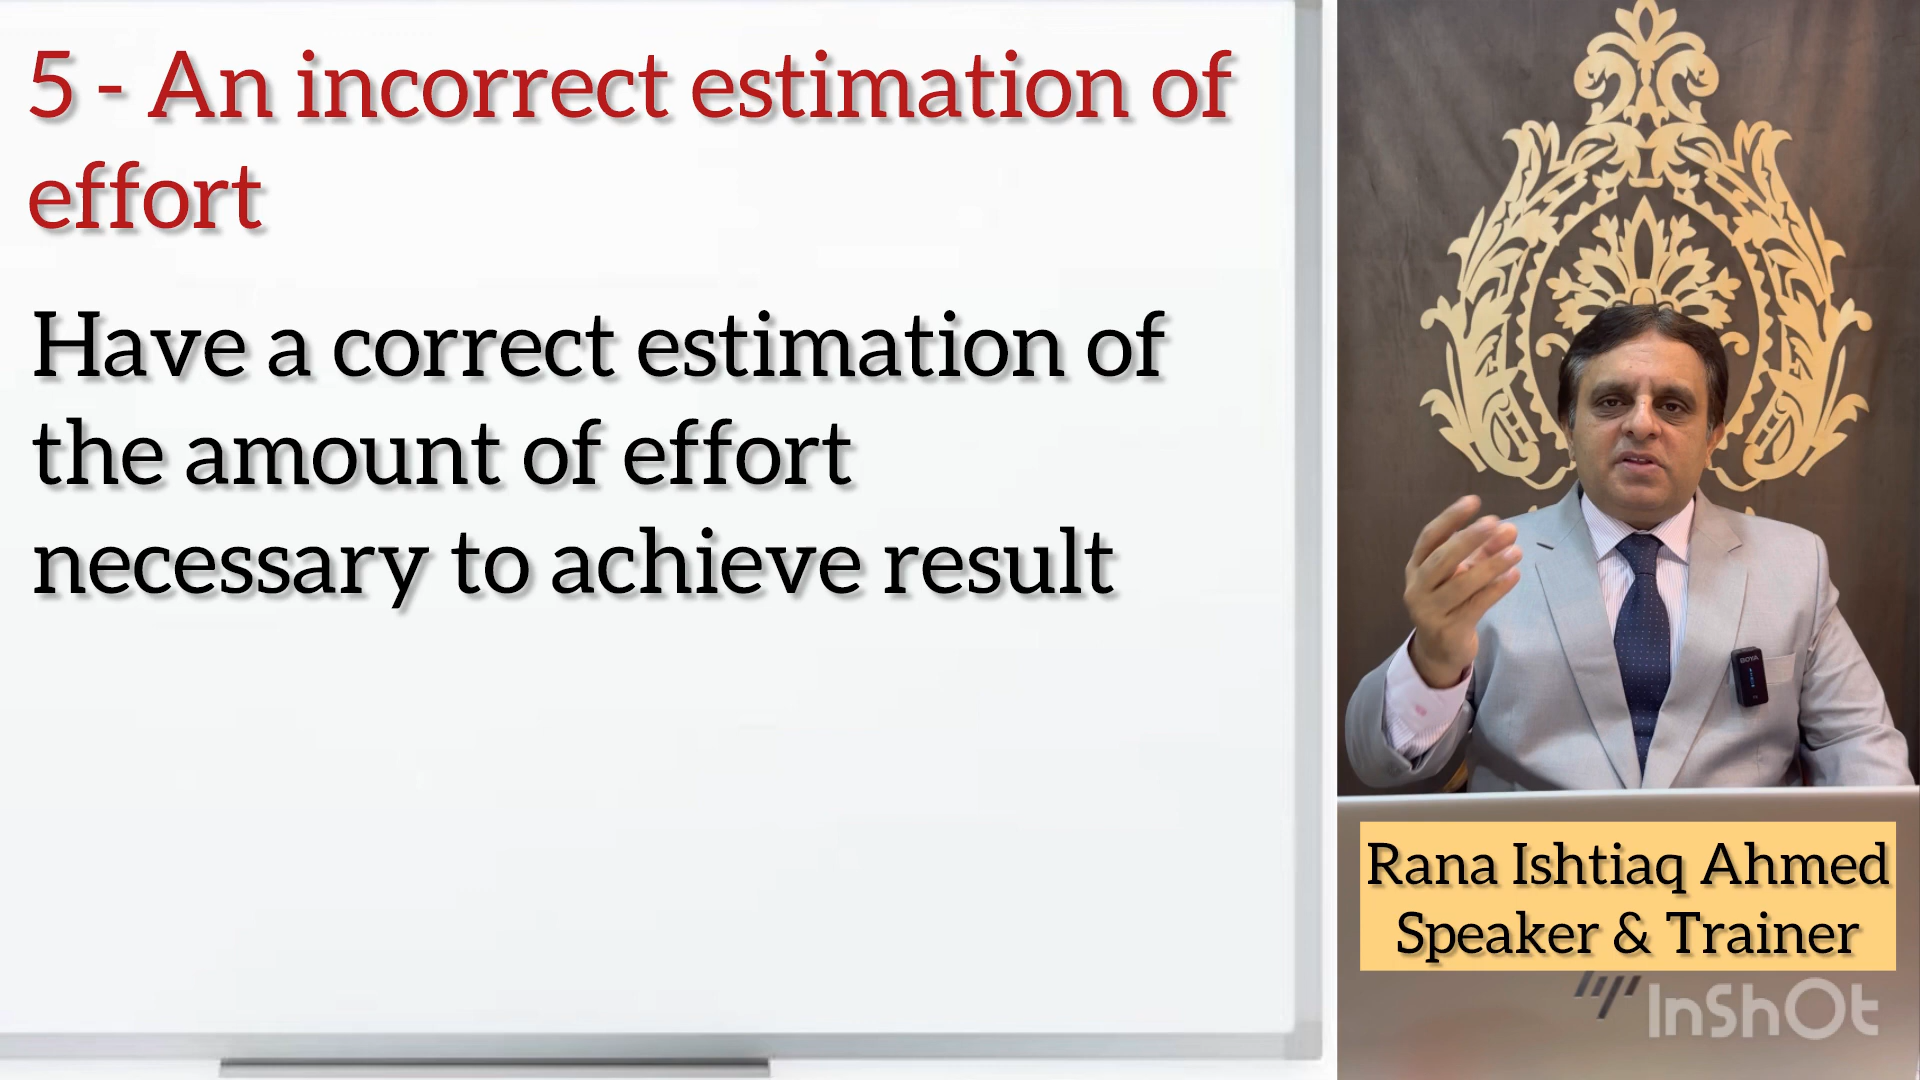 5 - An incorrect estimation of
effort
Have a correct estimation of
the amount of effort
necessary to achieve result
BOYA
Rana Ishtiaq Ahmed
Speaker & Trainer
InShOt